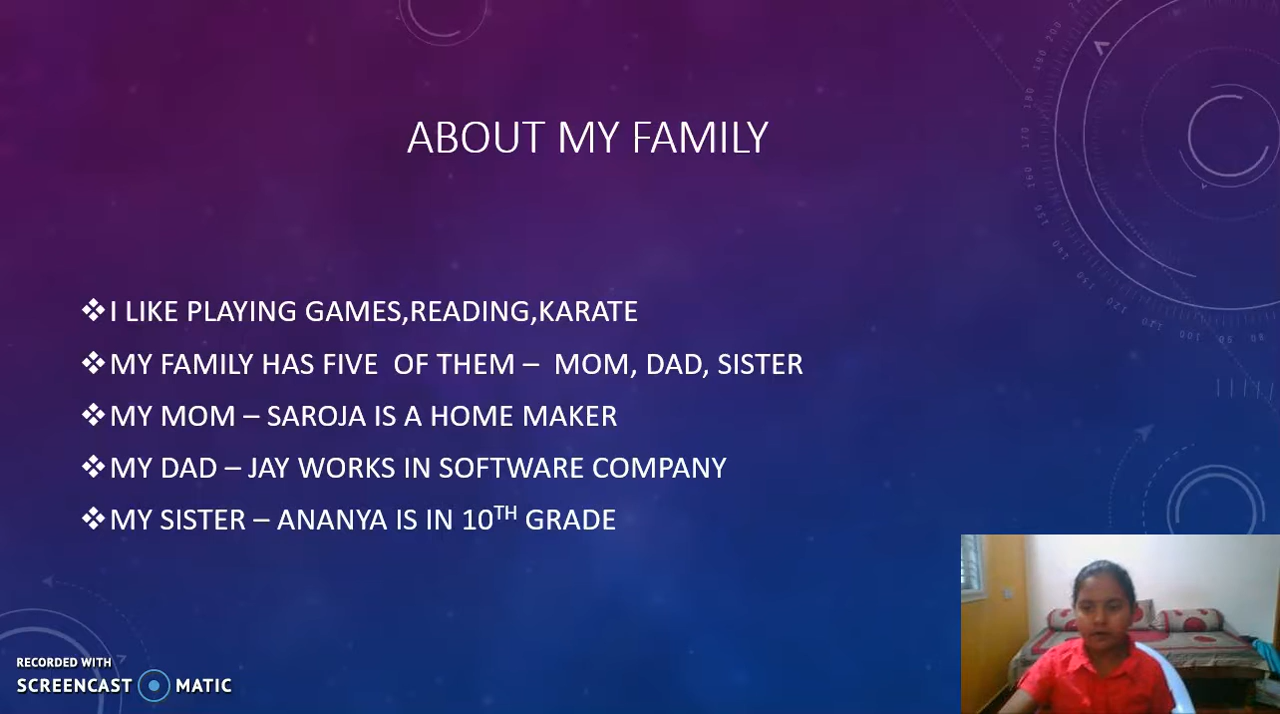 ABOUT MY FAMILY
❖I LIKE PLAYING GAMES,READING,KARATE
❖MY FAMILY HAS FIVE  OF THEM –  MOM, DAD, SISTER
❖MY MOM – SAROJA IS A HOME MAKER
❖MY DAD – JAY WORKS IN SOFTWARE COMPANY
❖MY SISTER – ANANYA IS IN 10TH GRADE
RECORDED WITH
SCREENCAST MATIC